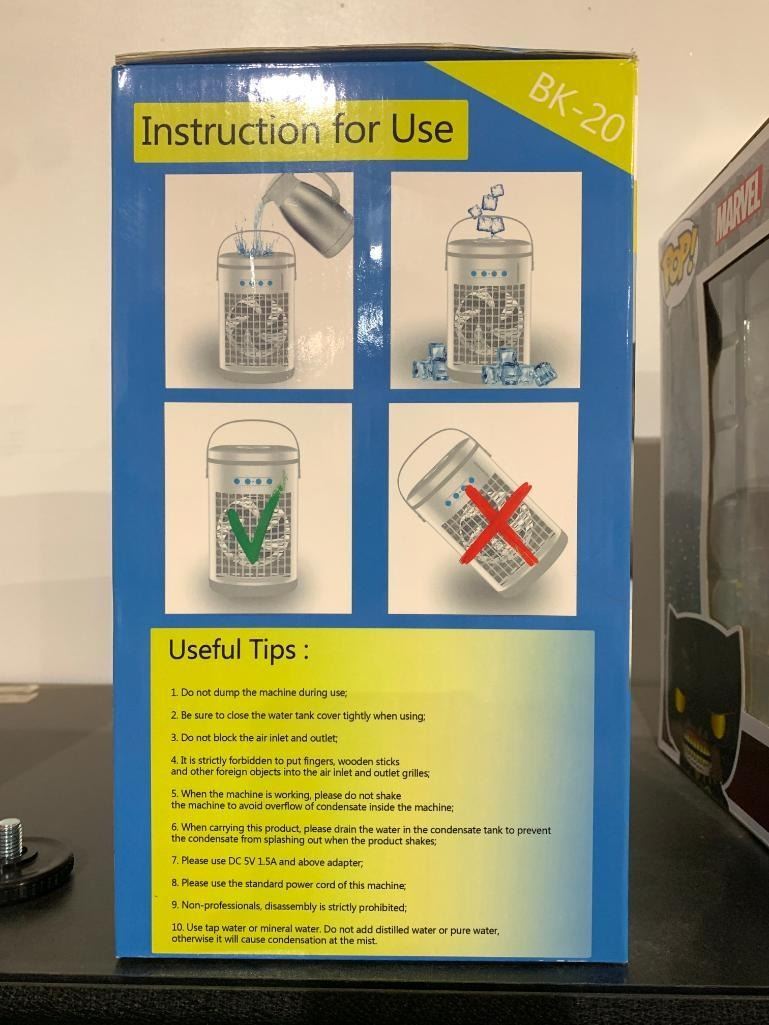 BK-20
Instruction for Use
POP!
MARVEL
Useful Tips :
1. Do not dump the machine during use;
2. Be sure to close the water tank cover tightly when using;
3. Do not block the air inlet and outlet;
4. It is strictly forbidden to put fingers, wooden sticks
and other foreign objects into the air inlet and outlet grilles;
5. When the machine is working, please do not shake
the machine to avoid overflow of condensate inside the machine;
6. When carrying this product, please drain the water in the condensate tank to prevent
the condensate from splashing out when the product shakes;
7. Please use DC 5V 1.5A and above adapter;
8. Please use the standard power cord of this machine;
9. Non-professionals, disassembly is strictly prohibited;
10. Use tap water or mineral water. Do not add distilled water or pure water,
otherwise it will cause condensation at the mist.